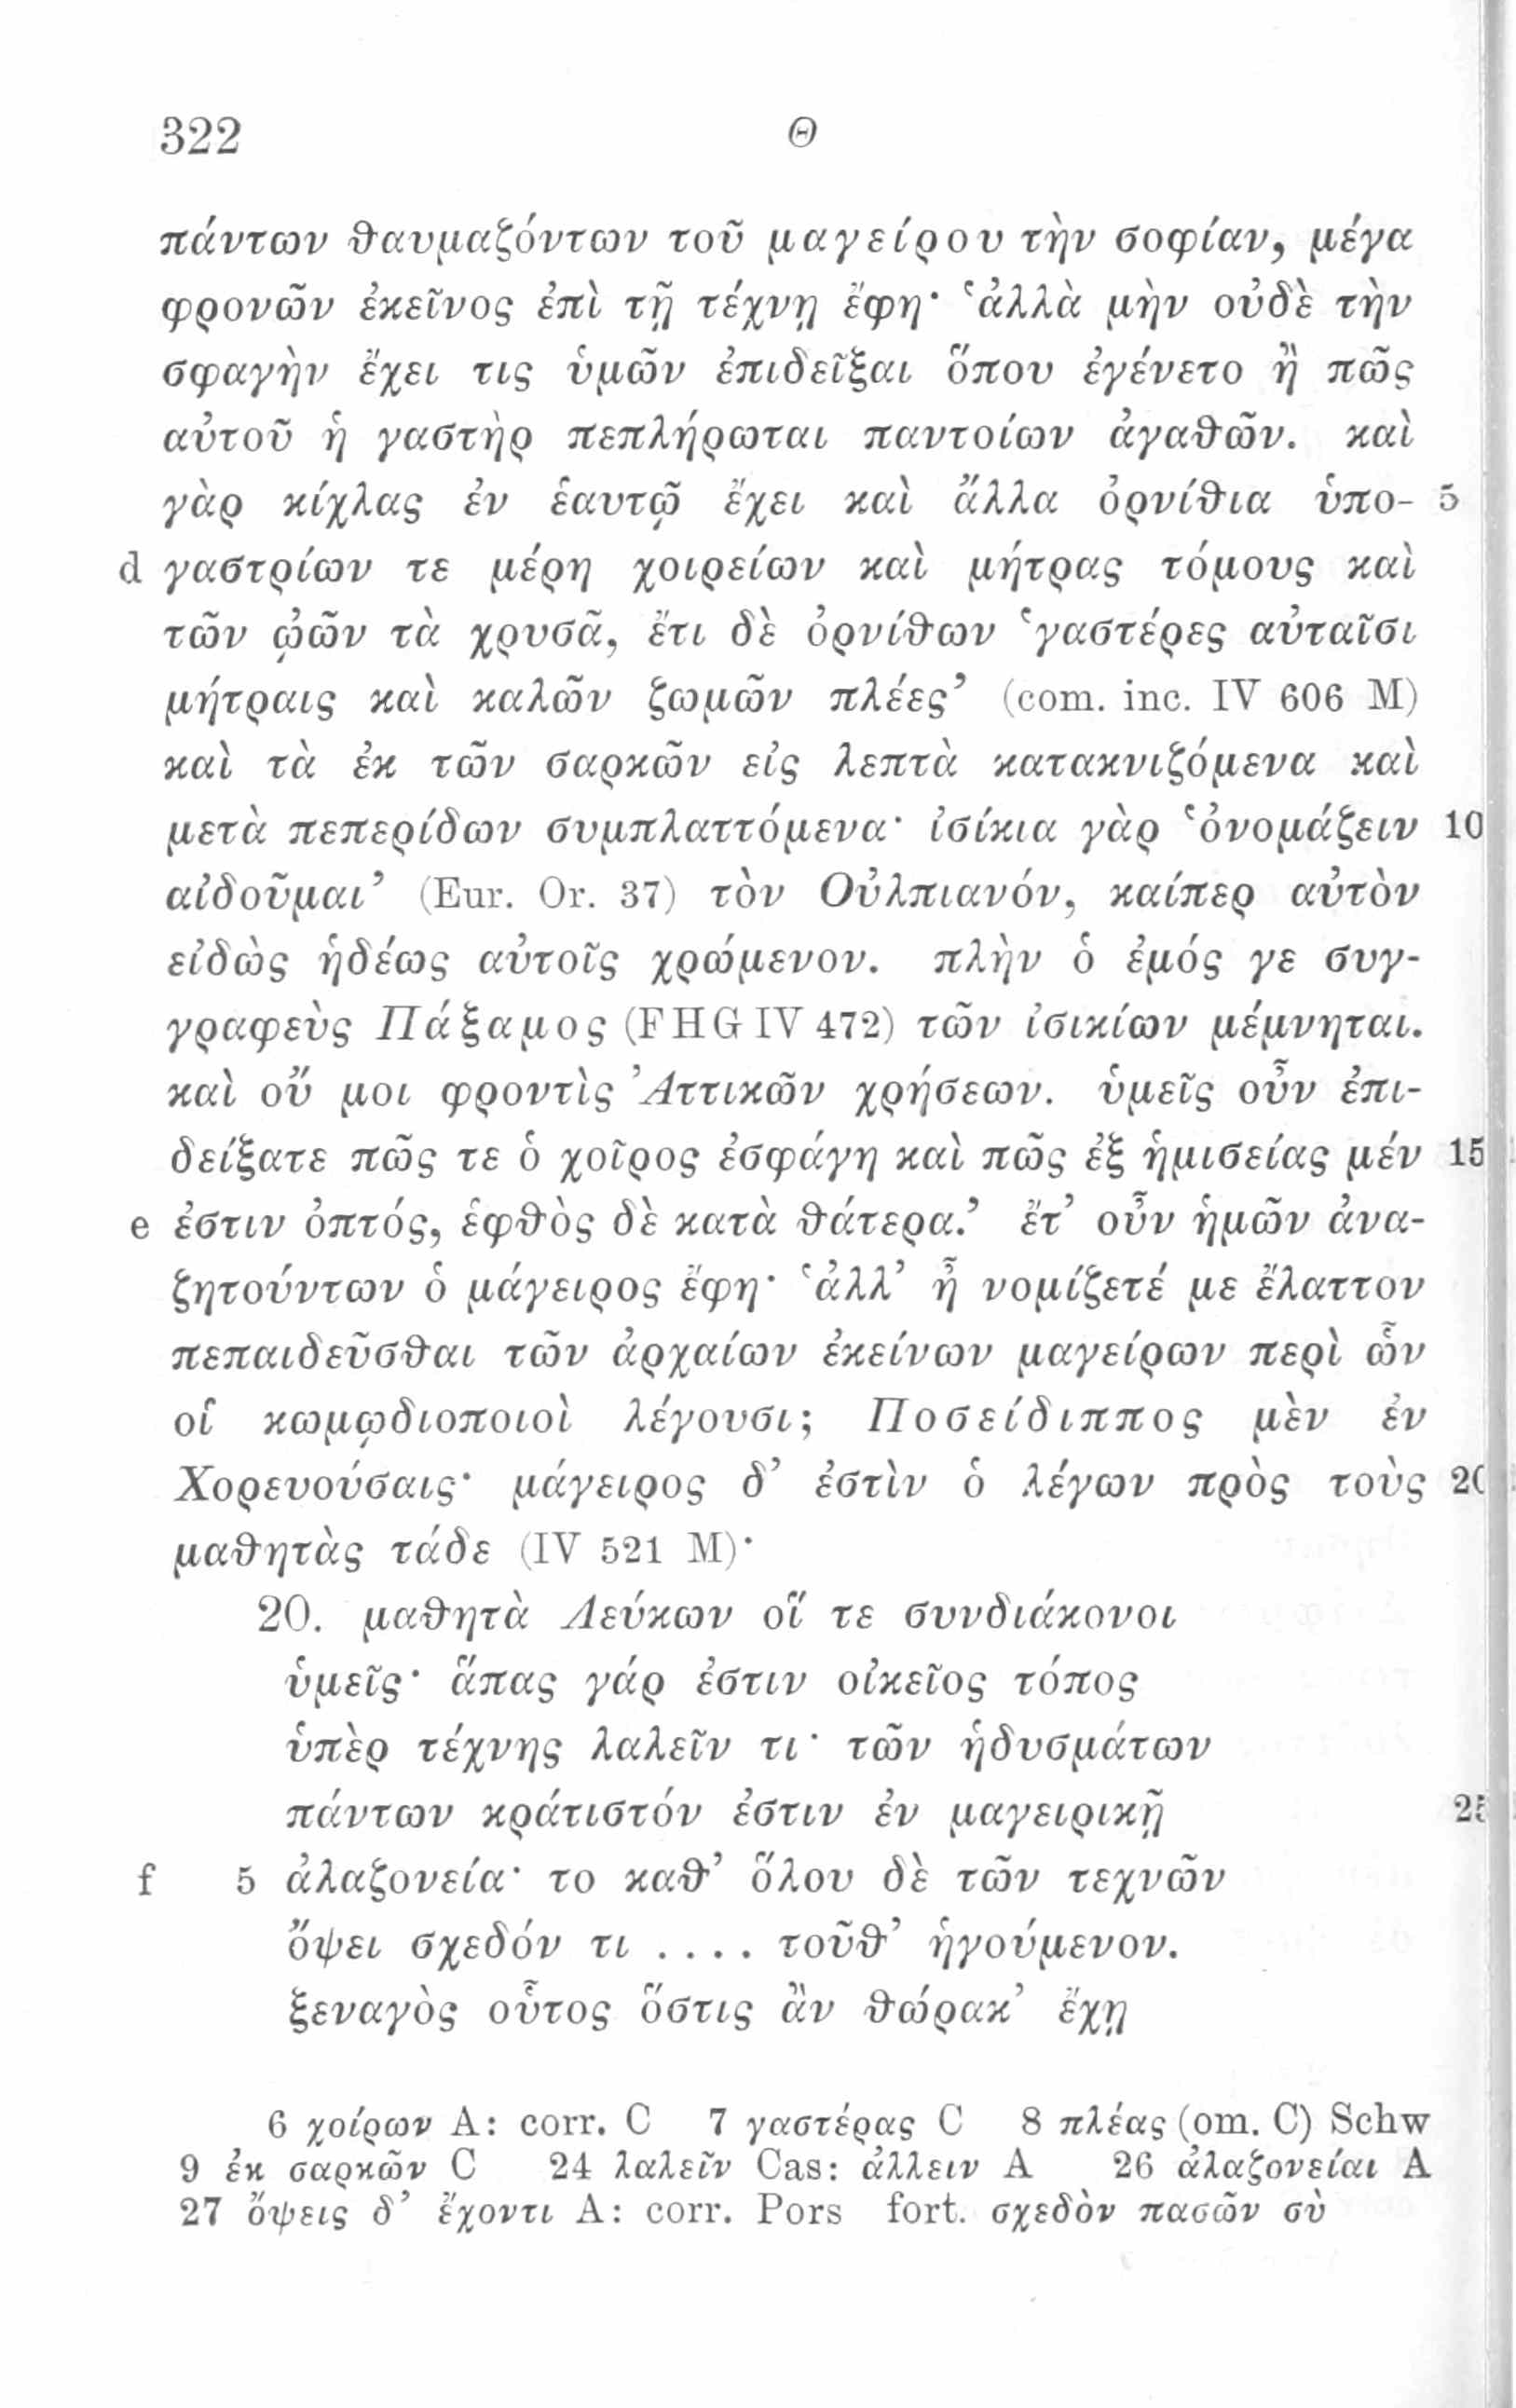 322 Θ
πάντων θαυμαζόντων τοῦ μαγείρου τὴν σοφίαν, μέγα
φρονῶν ἐκεῖνος ἐπὶ τῇ τέχνῃ ἔφη· ‘ἀλλὰ μὴν οὐδὲ τὴν
σφαγὴν ἔχει τις ὑμῶν ἐπιδεῖξαι ὅπου ἐγένετο ἢ πῶς
αὐτοῦ ἡ γαστὴρ πεπλήρωται παντοίων ἀγαθῶν. καὶ
γὰρ κίχλας ἐν ἑαυτῷ ἔχει καὶ ἄλλα ὀρνίθια ὑπο- 5
d γαστρίων τε μέρη χοιρείων καὶ μήτρας τόμους καὶ
τῶν ᾠῶν τὰ χρυσᾶ, ἔτι δὲ ὀρνίθων ‘γαστέρες αὐταῖσι
μήτραις καὶ καλῶν ζωμῶν πλέες’ (com. inc. IV 606 M)
καὶ τὰ ἐκ τῶν σαρκῶν εἰς λεπτὰ κατακνιζόμενα καὶ
μετὰ πεπερίδων συμπλαττόμενα· ἰσίκια γὰρ ‘ὀνομάζειν 10
αἰδοῦμαι’ (Eur. Or. 37) τὸν Οὐλπιανόν, καίπερ αὐτὸν
εἰδὼς ἡδέως αὐτοῖς χρώμενον. πλὴν ὁ ἐμός γε συγ-
γραφεὺς Πάξαμος (FHG IV 472) τῶν ἰσικίων μέμνηται.
καὶ οὔ μοι φροντὶς Ἀττικῶν χρήσεων. ὑμεῖς οὖν ἐπι-
δείξατε πῶς τε ὁ χοῖρος ἐσφάγη καὶ πῶς ἐξ ἡμισείας μέν 15
e ἐστιν ὀπτός, ἑφθὸς δὲ κατὰ θάτερα.’ ἔτ’ οὖν ἡμῶν ἀνα-
ζητούντων ὁ μάγειρος ἔφη· ‘ἀλλ’ ἦ νομίζετέ με ἔλαττον
πεπαιδεῦσθαι τῶν ἀρχαίων ἐκείνων μαγείρων περὶ ὧν
οἱ κωμῳδιοποιοὶ λέγουσι; Ποσείδιππος μὲν ἐν
Χορευούσαις· μάγειρος δ’ ἐστὶν ὁ λέγων πρὸς τοὺς 20
μαθητὰς τάδε (IV 521 M)·
20. μαθητὰ Λεύκων οἵ τε συνδιάκονοι
ὑμεῖς· ἅπας γάρ ἐστιν οἰκεῖος τόπος
ὑπὲρ τέχνης λαλεῖν τι· τῶν ἡδυσμάτων
πάντων κράτιστόν ἐστιν ἐν μαγειρικῇ 25
f 5 ἀλαζονεία· το καθ’ ὅλου δὲ τῶν τεχνῶν
ὄψει σχεδόν τι .... τοῦθ’ ἡγούμενον.
ξεναγὸς οὗτος ὅστις ἂν θώρακ’ ἔχῃ
6 χοίρων A: corr. C 7 γαστέρας C 8 πλέας (om. C) Schw
9 ἐκ σαρκῶν C 24 λαλεῖν Cas: ἀλλειν A 26 ἀλαζονείαι A
27 ὄψεις δ’ ἔχοντι A: corr. Pors fort. σχεδὸν πασῶν σὺ